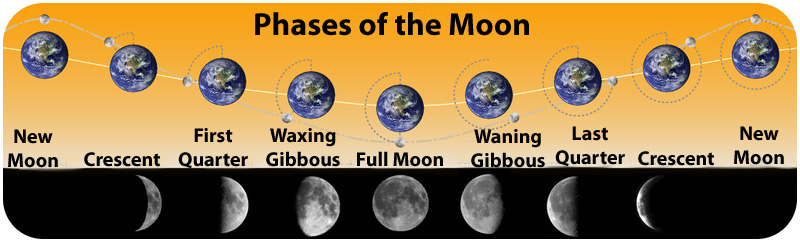 Phases of the Moon
New
Moon
Crescent
First
Quarter
Waxing
Gibbous
Full Moon
Waning
Gibbous
Last
Quarter
Crescent
New
Moon